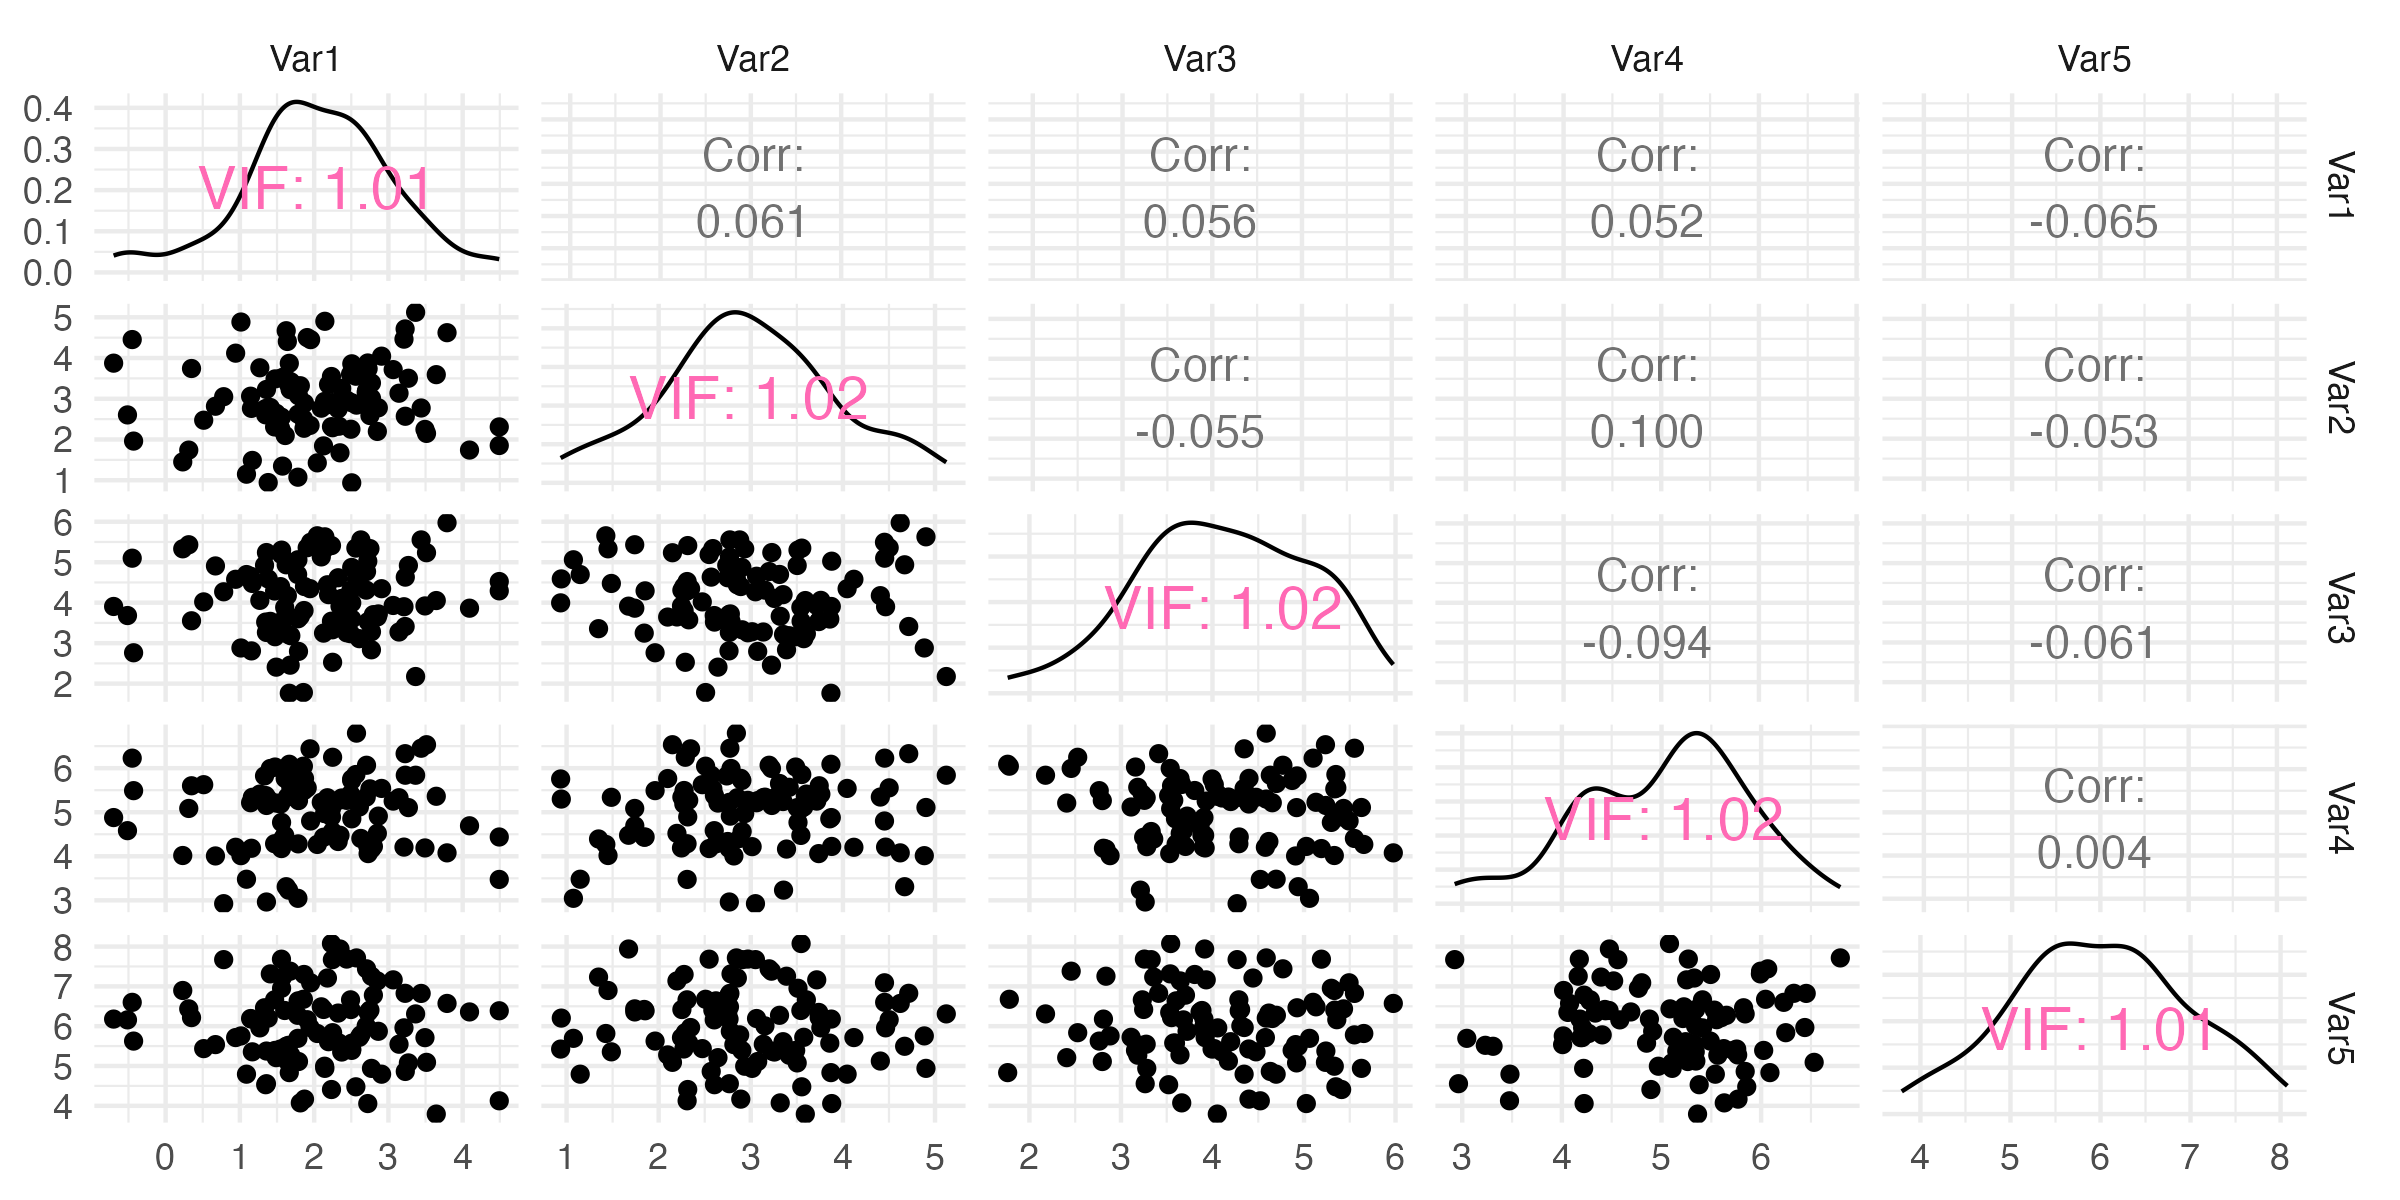 Var1 Var2 Var3 Var4 Var5
0.4
0.3
0.2
0.1
0.0
VIF: 1.01
Corr:
0.061
Corr:
0.056
Corr:
0.052
Corr:
-0.065
Var1
5
4
3
2
1
VIF: 1.02
Corr:
-0.055
Corr:
0.100
Corr:
-0.053
Var2
6
5
4
3
2
VIF: 1.02
Corr:
-0.094
Corr:
-0.061
Var3
6
5
4
3
VIF: 1.02
Corr:
0.004
Var4
8
7
6
5
4
VIF: 1.01
Var5
0 1 2 3 4
1 2 3 4 5
2 3 4 5 6
3 4 5 6
4 5 6 7 8